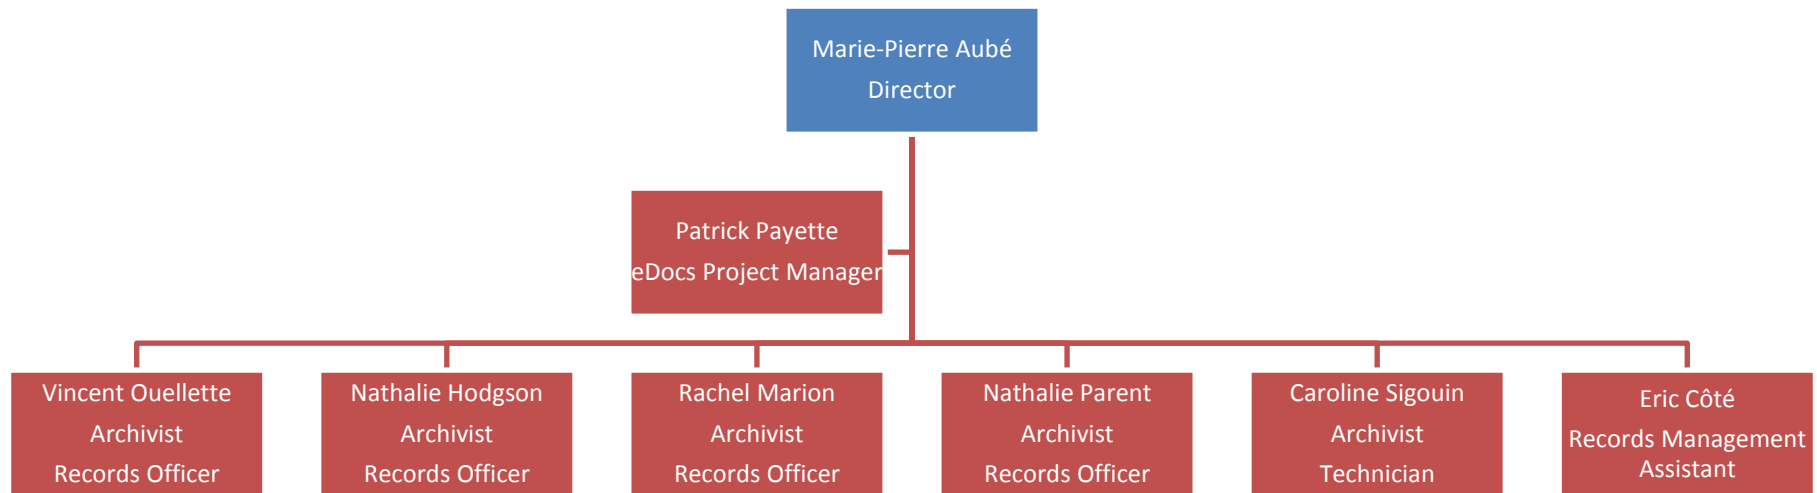 Marie-Pierre Aubé
Director
Patrick Payette
eDocs Project Manager
Vincent Ouellette
Archivist
Records Officer
Nathalie Hodgson
Archivist
Records Officer
Rachel Marion
Archivist
Records Officer
Nathalie Parent
Archivist
Records Officer
Caroline Sigouin
Archivist
Technician
Eric Côté
Records Management
Assistant